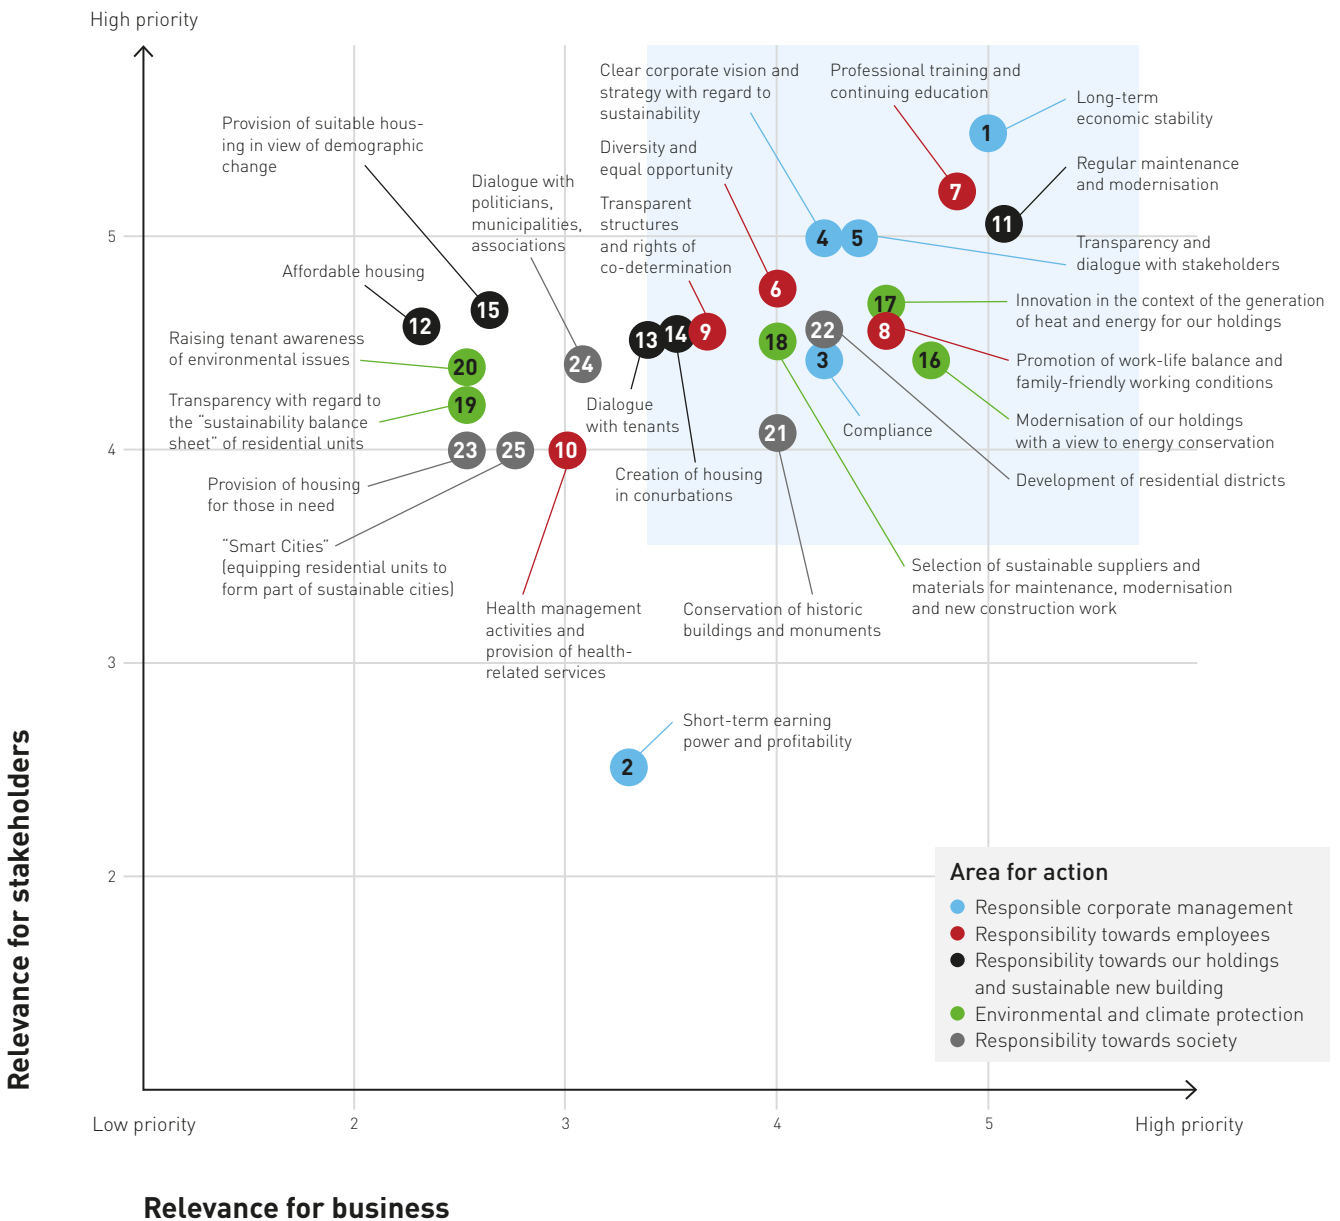 High priority
Clear corporate vision and
strategy with regard to
sustainability
Professional training and
continuing education
Long-term
economic stability
1
Provision of suitable hous-
ing in view of demographic
change
Diversity and
equal opportunity
Regular maintenance
and modernisation
Dialogue with
politicians,
municipalities,
associations
7
Transparent
structures
and rights of
co-determination
11
5
4
5
Transparency and
dialogue with stakeholders
Affordable housing
6
Innovation in the context of the generation
of heat and energy for our holdings
15
17
12
13
14
9
22
8
18
Raising tenant awareness
of environmental issues
20
24
3
16
Promotion of work-life balance and
family-friendly working conditions
Transparency with regard to
the “sustainability balance
sheet” of residential units
19
Dialogue
with tenants
21
Compliance
Modernisation of our holdings
with a view to energy conservation
4
23
25
10
Provision of housing
for those in need
Creation of housing
in conurbations
Development of residential districts
“Smart Cities”
(equipping residential units to
form part of sustainable cities)
Selection of sustainable suppliers and
materials for maintenance, modernisation
and new construction work
Health management
activities and
provision of health-
related services
Conservation of historic
buildings and monuments
3
Short-term earning
power and profitability
2
Relevance for stakeholders
2
Area for action
Responsible corporate management
Responsibility towards employees
Responsibility towards our holdings
and sustainable new building
Environmental and climate protection
Responsibility towards society
Low priority
2
3
4
5
High priority
Relevance for business